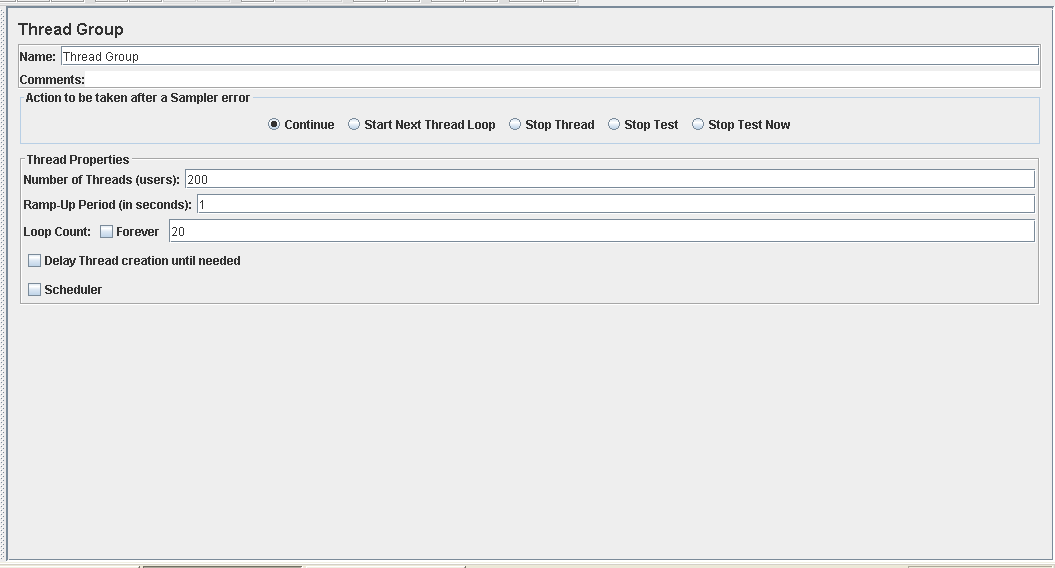 Thread Group
Name: Thread Group
Comments:
Action to be taken after a Sampler error
Continue Start Next Thread Loop Stop Thread Stop Test Stop Test Now
Thread Properties
Number of Threads (users): 200
Ramp-Up Period (in seconds): 1
Loop Count: Forever 20
Delay Thread creation until needed
Scheduler